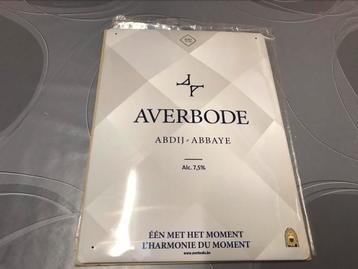 AVERBODE
ABDIJ - ABBAYE
Alc. 7,5%
ÉÉN MET HET MOMENT
L'HARMONIE DU MOMENT
www.averbode.be